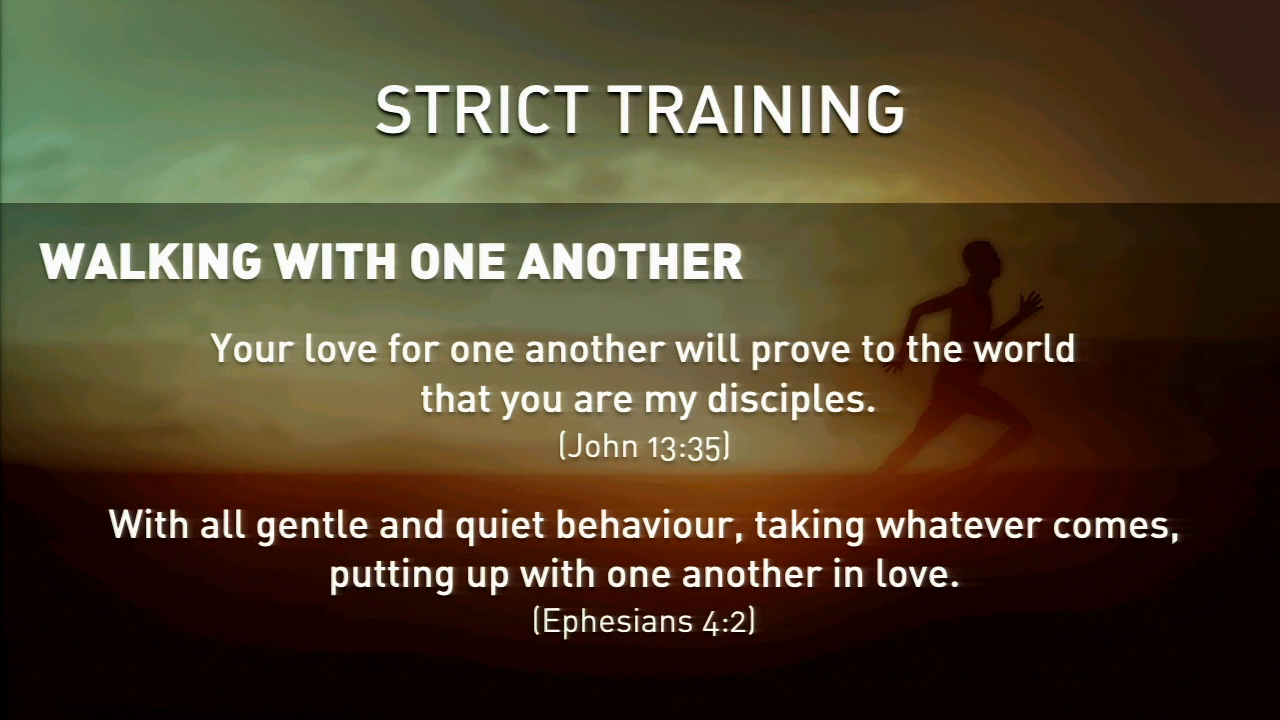 STRICT TRAINING
WALKING WITH ONE ANOTHER
Your love for one another will prove to the world
that you are my disciples.
(John 13:35)
With all gentle and quiet behaviour, taking whatever comes,
putting up with one another in love.
(Ephesians 4:2)